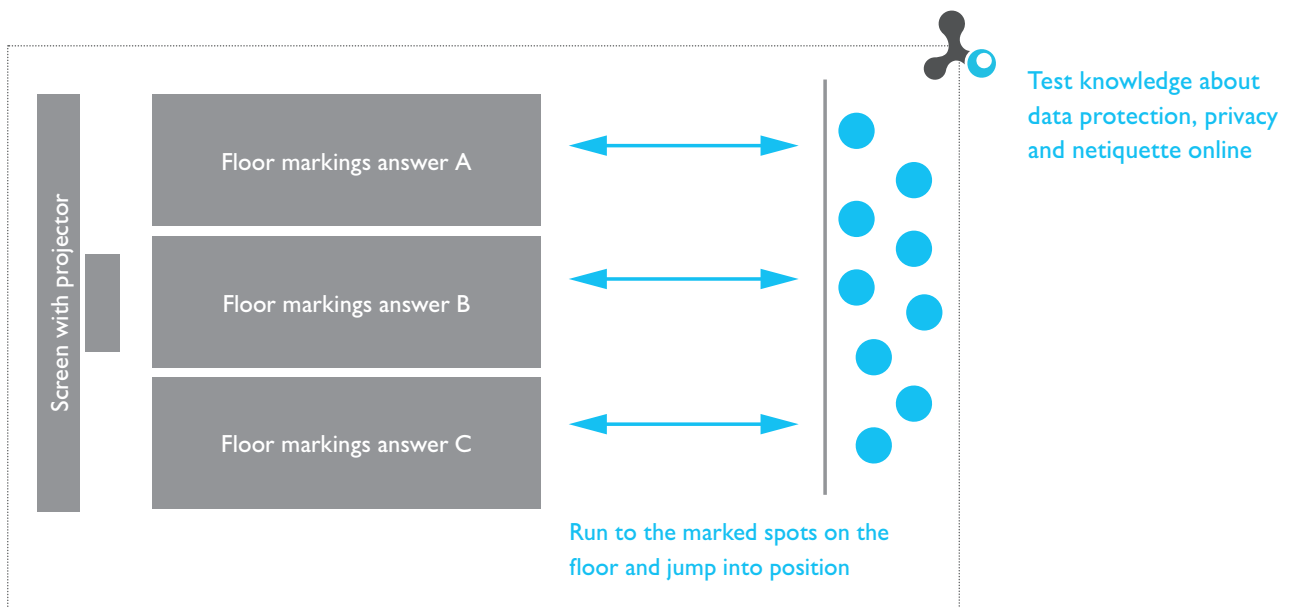 Test knowledge about
data protection, privacy
and netiquette online
Screen with projector
Floor markings answer A
Floor markings answer B
Floor markings answer C
Run to the marked spots on the
floor and jump into position